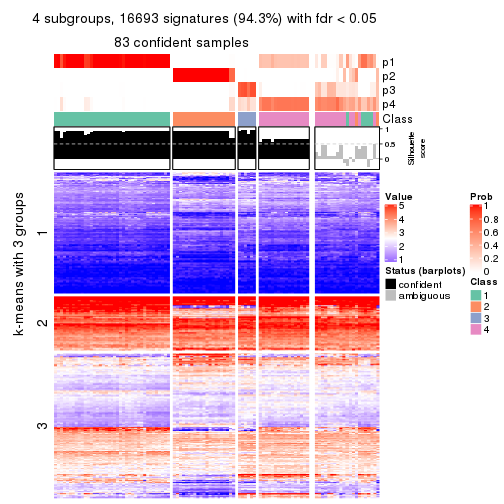 4 subgroups, 16693 signatures (94.3%) with fdr < 0.05
83 confident samples
p1
p2
p3
p4
Class
1
0.5
0
Silhouette
score
k-means with 3 groups
1
2
3
Value
5
4
3
2
1
Status (barplots)
confident
ambiguous
Prob
1
0.8
0.6
0.4
0.2
0
Class
1
2
3
4